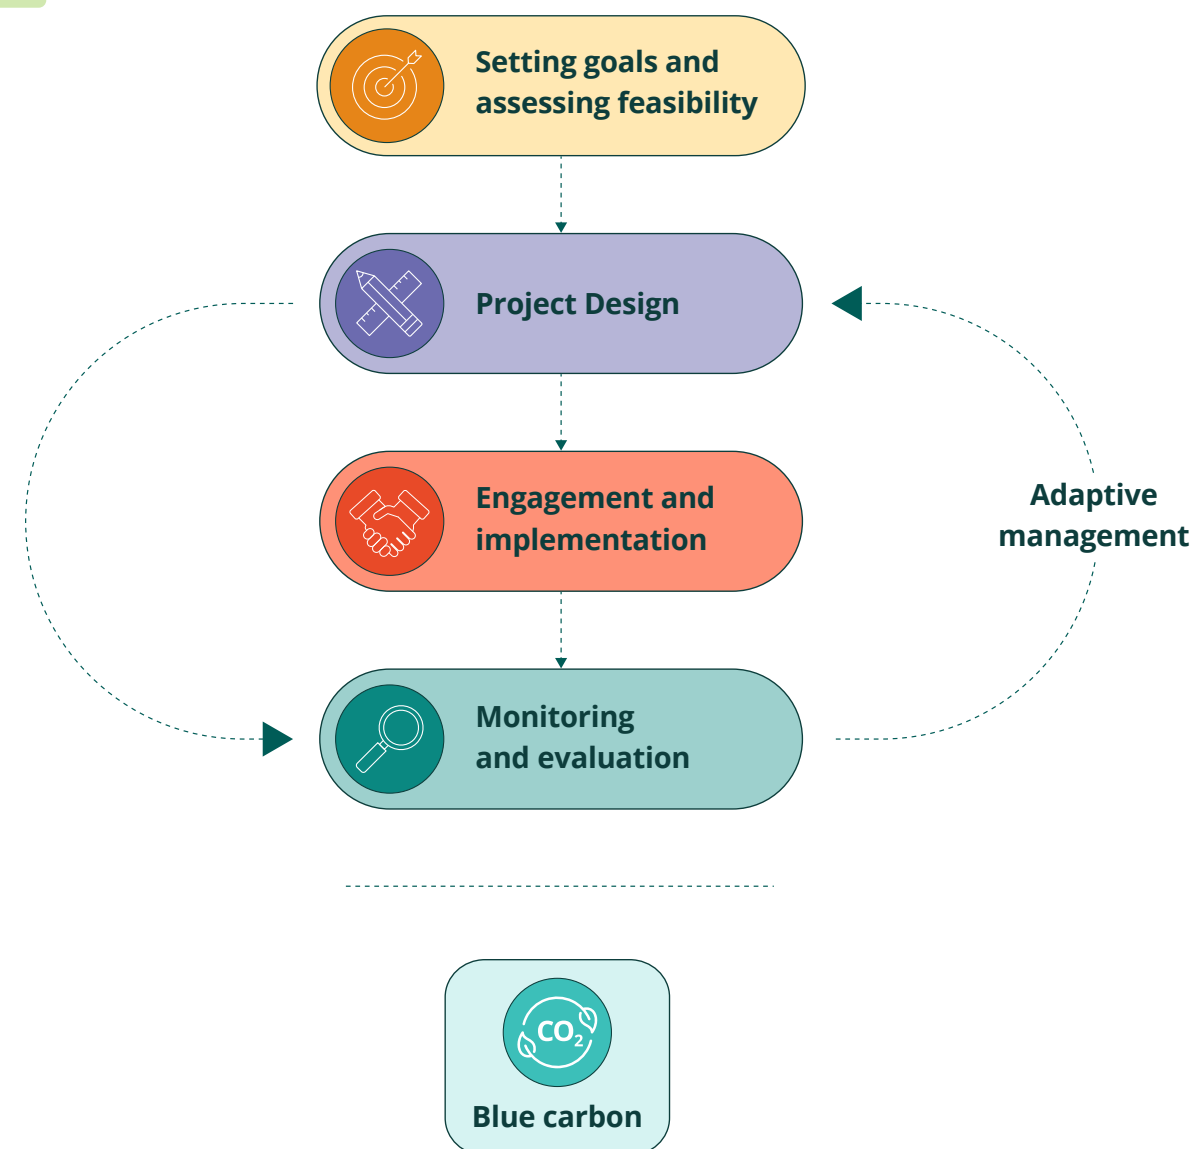 Setting goals and
assessing feasibility
Project Design
Engagement and
implementation
Adaptive
management
Monitoring
and evaluation
CO₂
Blue carbon